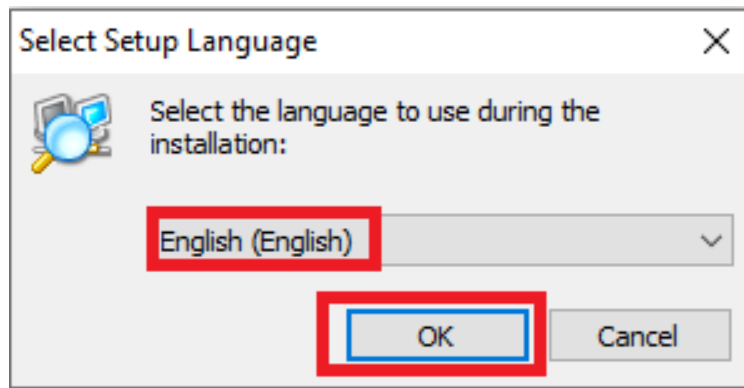 Select Setup Language
Select the language to use during the
installation:
English (English)
OK
Cancel